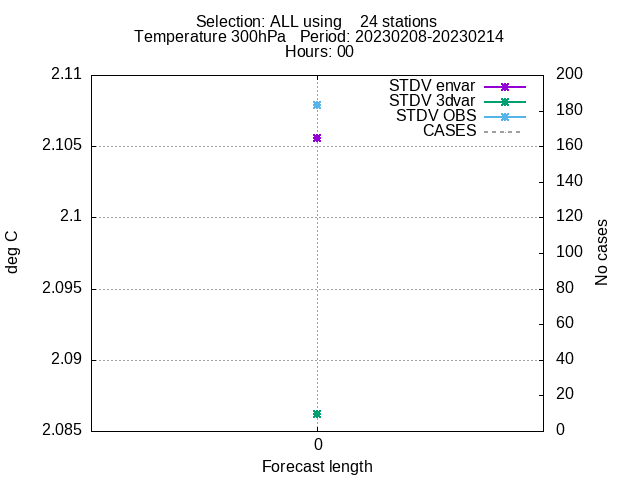 Selection: ALL using    24 stations
Temperature 300hPa   Period: 20230208-20230214
Hours: 00
STDV envar
STDV 3dvar
STDV OBS
CASES
2.11
2.105
2.1
2.095
2.09
2.085
200
180
160
140
120
100
80
60
40
20
0
deg C
No cases
0
Forecast length